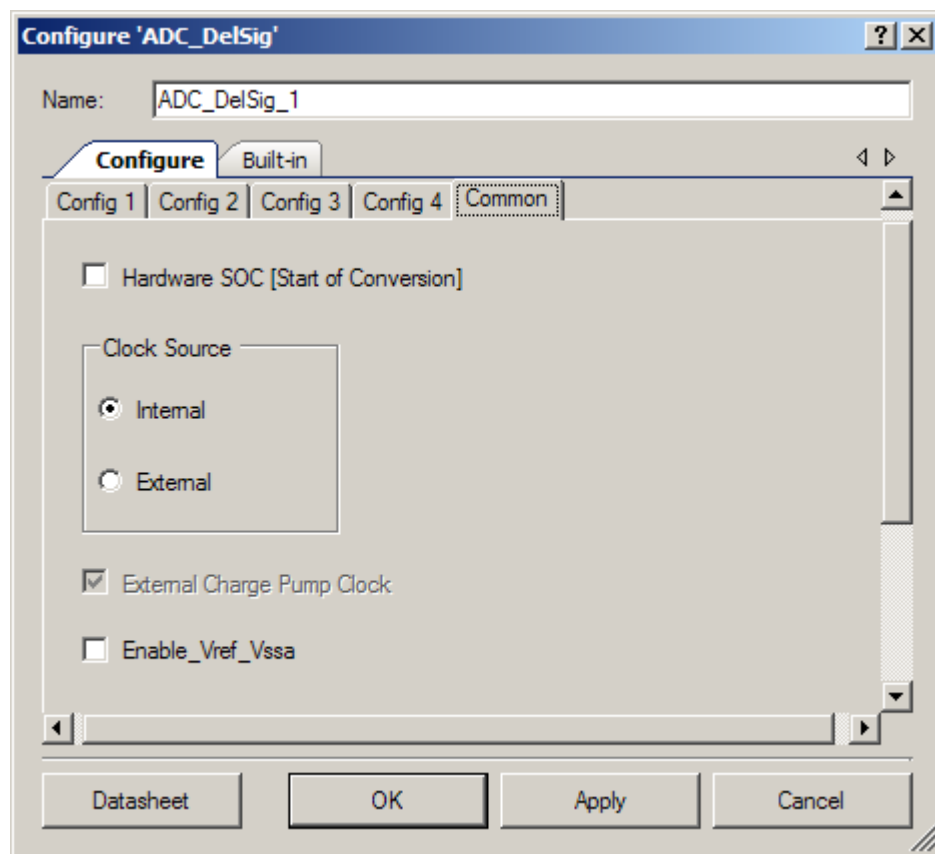 Configure 'ADC_DelSig'
Name: ADC_DelSig_1
Configure Built-in
Config 1 Config 2 Config 3 Config 4 Common
Hardware SOC [Start of Conversion]
Clock Source
Internal
External
External Charge Pump Clock
Enable_Vref_Vssa
Datasheet OK Apply Cancel